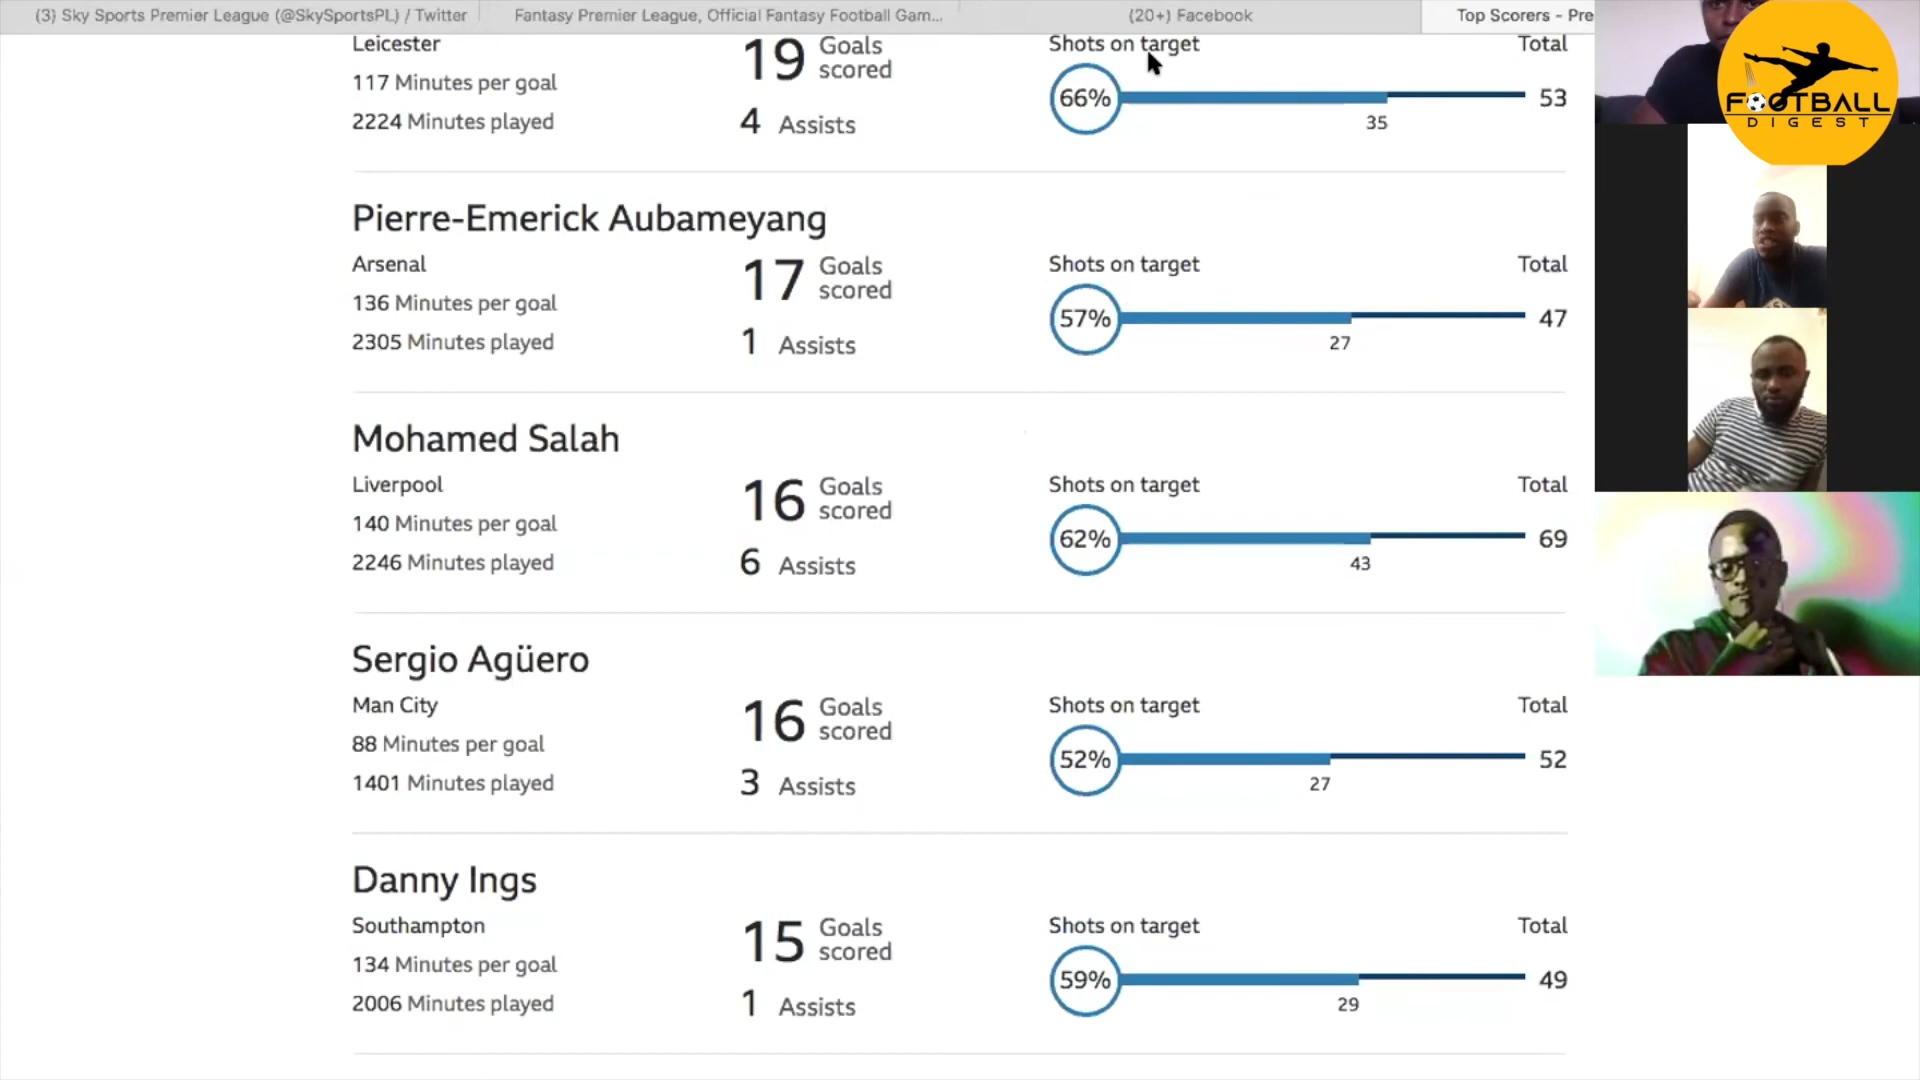 (3) Sky Sports Premier League (@SkySportsPL) / Twitter
Fantasy Premier League, Official Fantasy Football Gam...
(20+) Facebook
Top Scorers - Pre
FOOTBALL
DIGEST
Leicester
117 Minutes per goal
2224 Minutes played
19 Goals scored
4 Assists
Shots on target
Total
66%
35
53
Pierre-Emerick Aubameyang
Arsenal
136 Minutes per goal
2305 Minutes played
17 Goals scored
1 Assists
Shots on target
Total
57%
27
47
Mohamed Salah
Liverpool
140 Minutes per goal
2246 Minutes played
16 Goals scored
6 Assists
Shots on target
Total
62%
43
69
Sergio Agüero
Man City
88 Minutes per goal
1401 Minutes played
16 Goals scored
3 Assists
Shots on target
Total
52%
27
52
Danny Ings
Southampton
134 Minutes per goal
2006 Minutes played
15 Goals scored
1 Assists
Shots on target
Total
59%
29
49